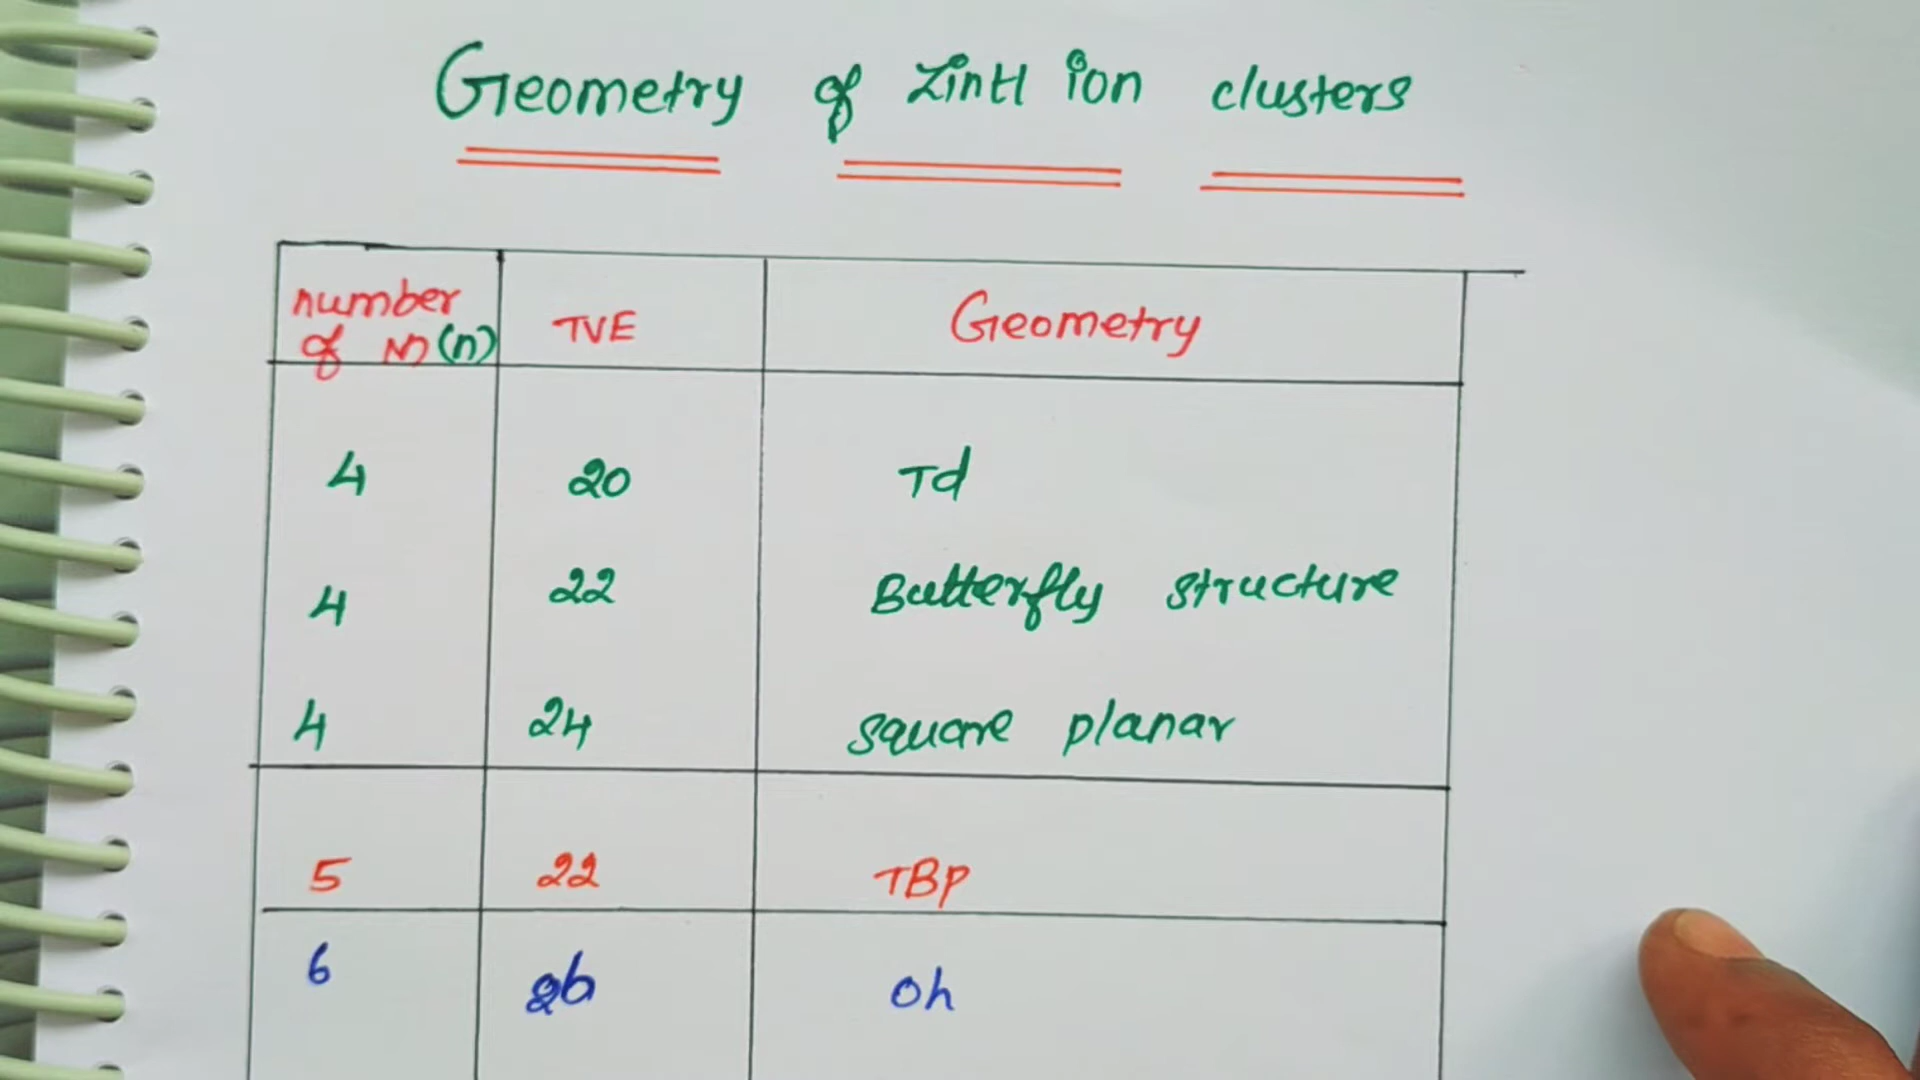 Geometry of Zintl ion clusters
number of M(n) TVE Geometry
4 20 Td
4 22 Butterfly structure
4 24 square planar
5 22 TBP
6 26 Oh